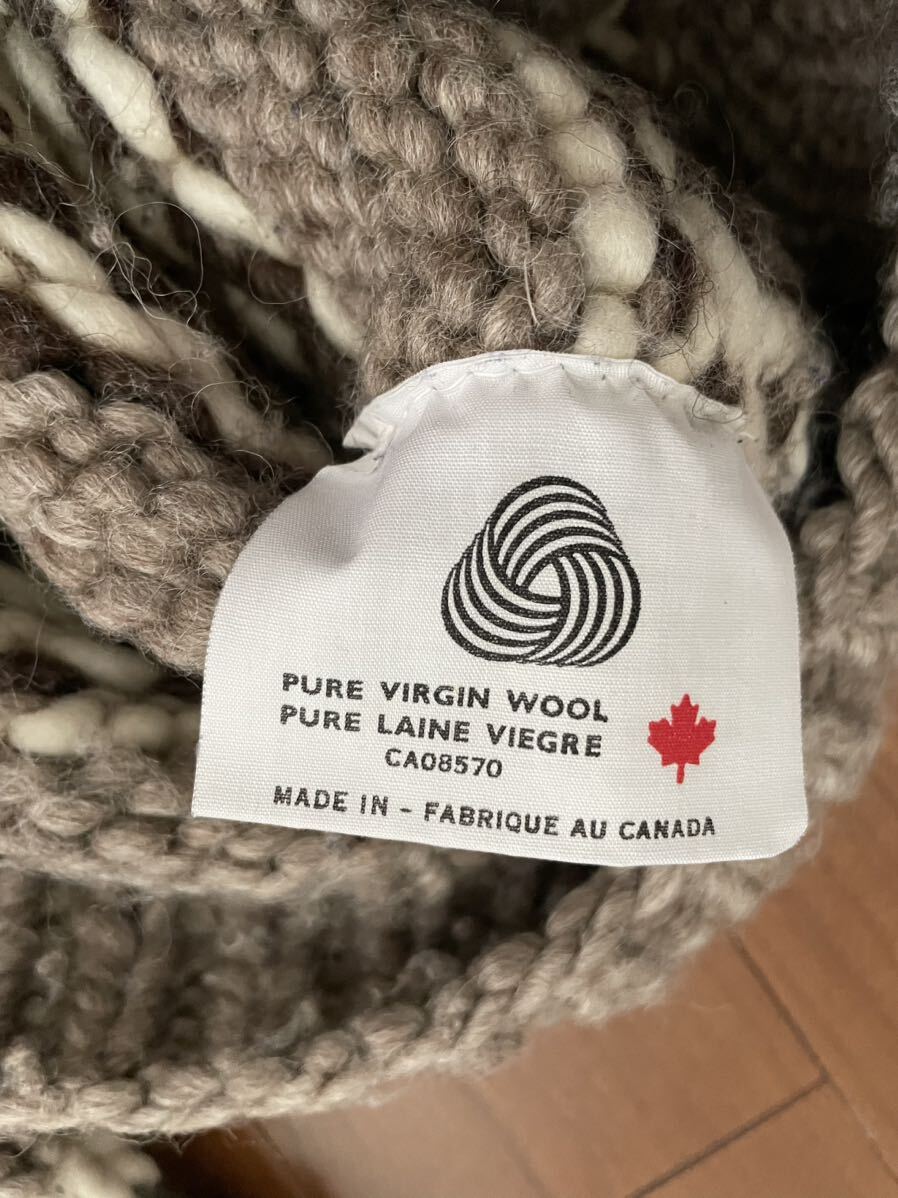 PURE VIRGIN WOOL
PURE LAINE VIEGRE
CA08570
MADE IN - FABRIQUE AU CANADA